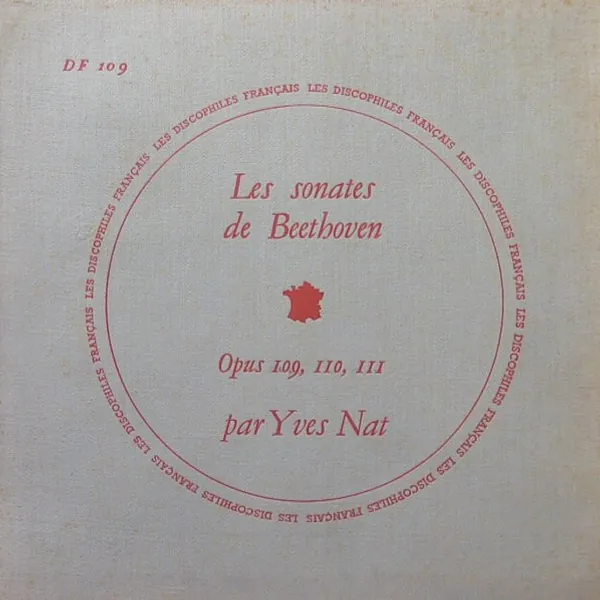 DF 109
LES DISCOPHILES FRANÇAIS LES DISCOPHILES FRANÇAIS LES DISCOPHILES FRANÇAIS LES DISCOPHILES FRANÇAIS LES DISCOPHILES FRANÇAIS LES DISCOPHILES FRANÇAIS LES DISCOPHILES FRANÇAIS
Les sonates
de Beethoven
Opus 109, 110, 111
par Yves Nat